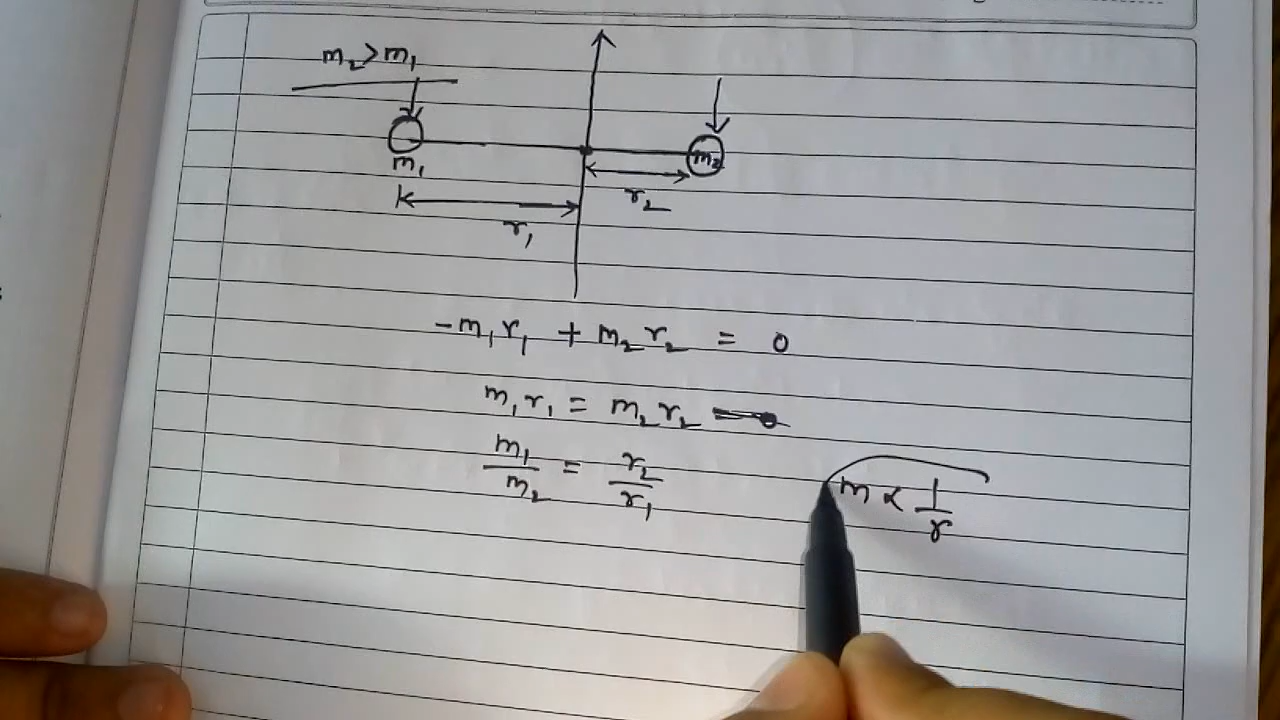 m₂>m₁
m₁
m₂
r₂
r₁
-m₁r₁ + m₂r₂ = 0
m₁r₁ = m₂r₂
m₁/m₂ = r₂/r₁
m ∝ 1/r